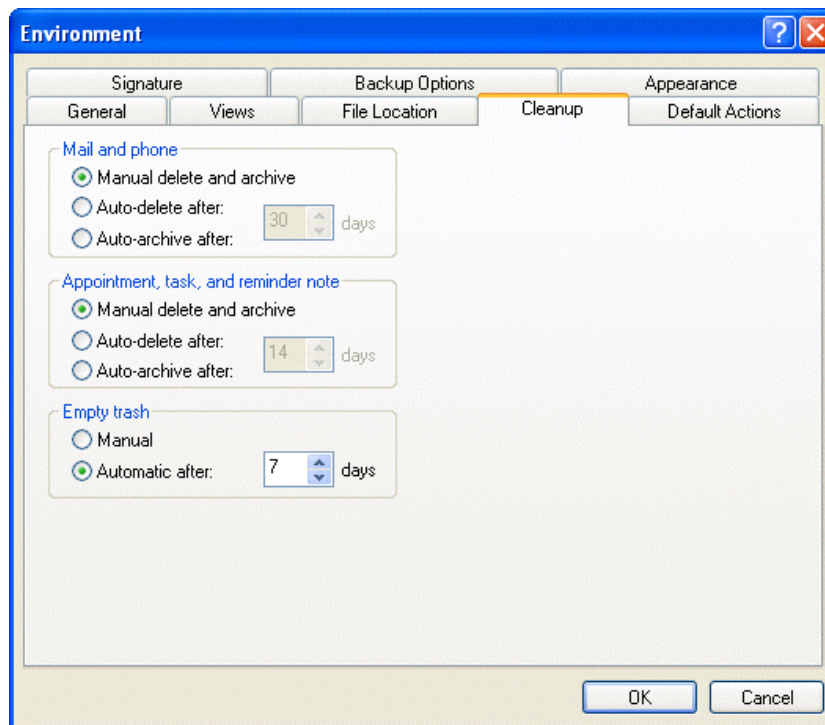 Environment
Signature Backup Options Appearance
General Views File Location Cleanup Default Actions
Mail and phone
Manual delete and archive
Auto-delete after:
30 days
Auto-archive after:
Appointment, task, and reminder note
Manual delete and archive
Auto-delete after:
14 days
Auto-archive after:
Empty trash
Manual
Automatic after: 7 days
OK Cancel